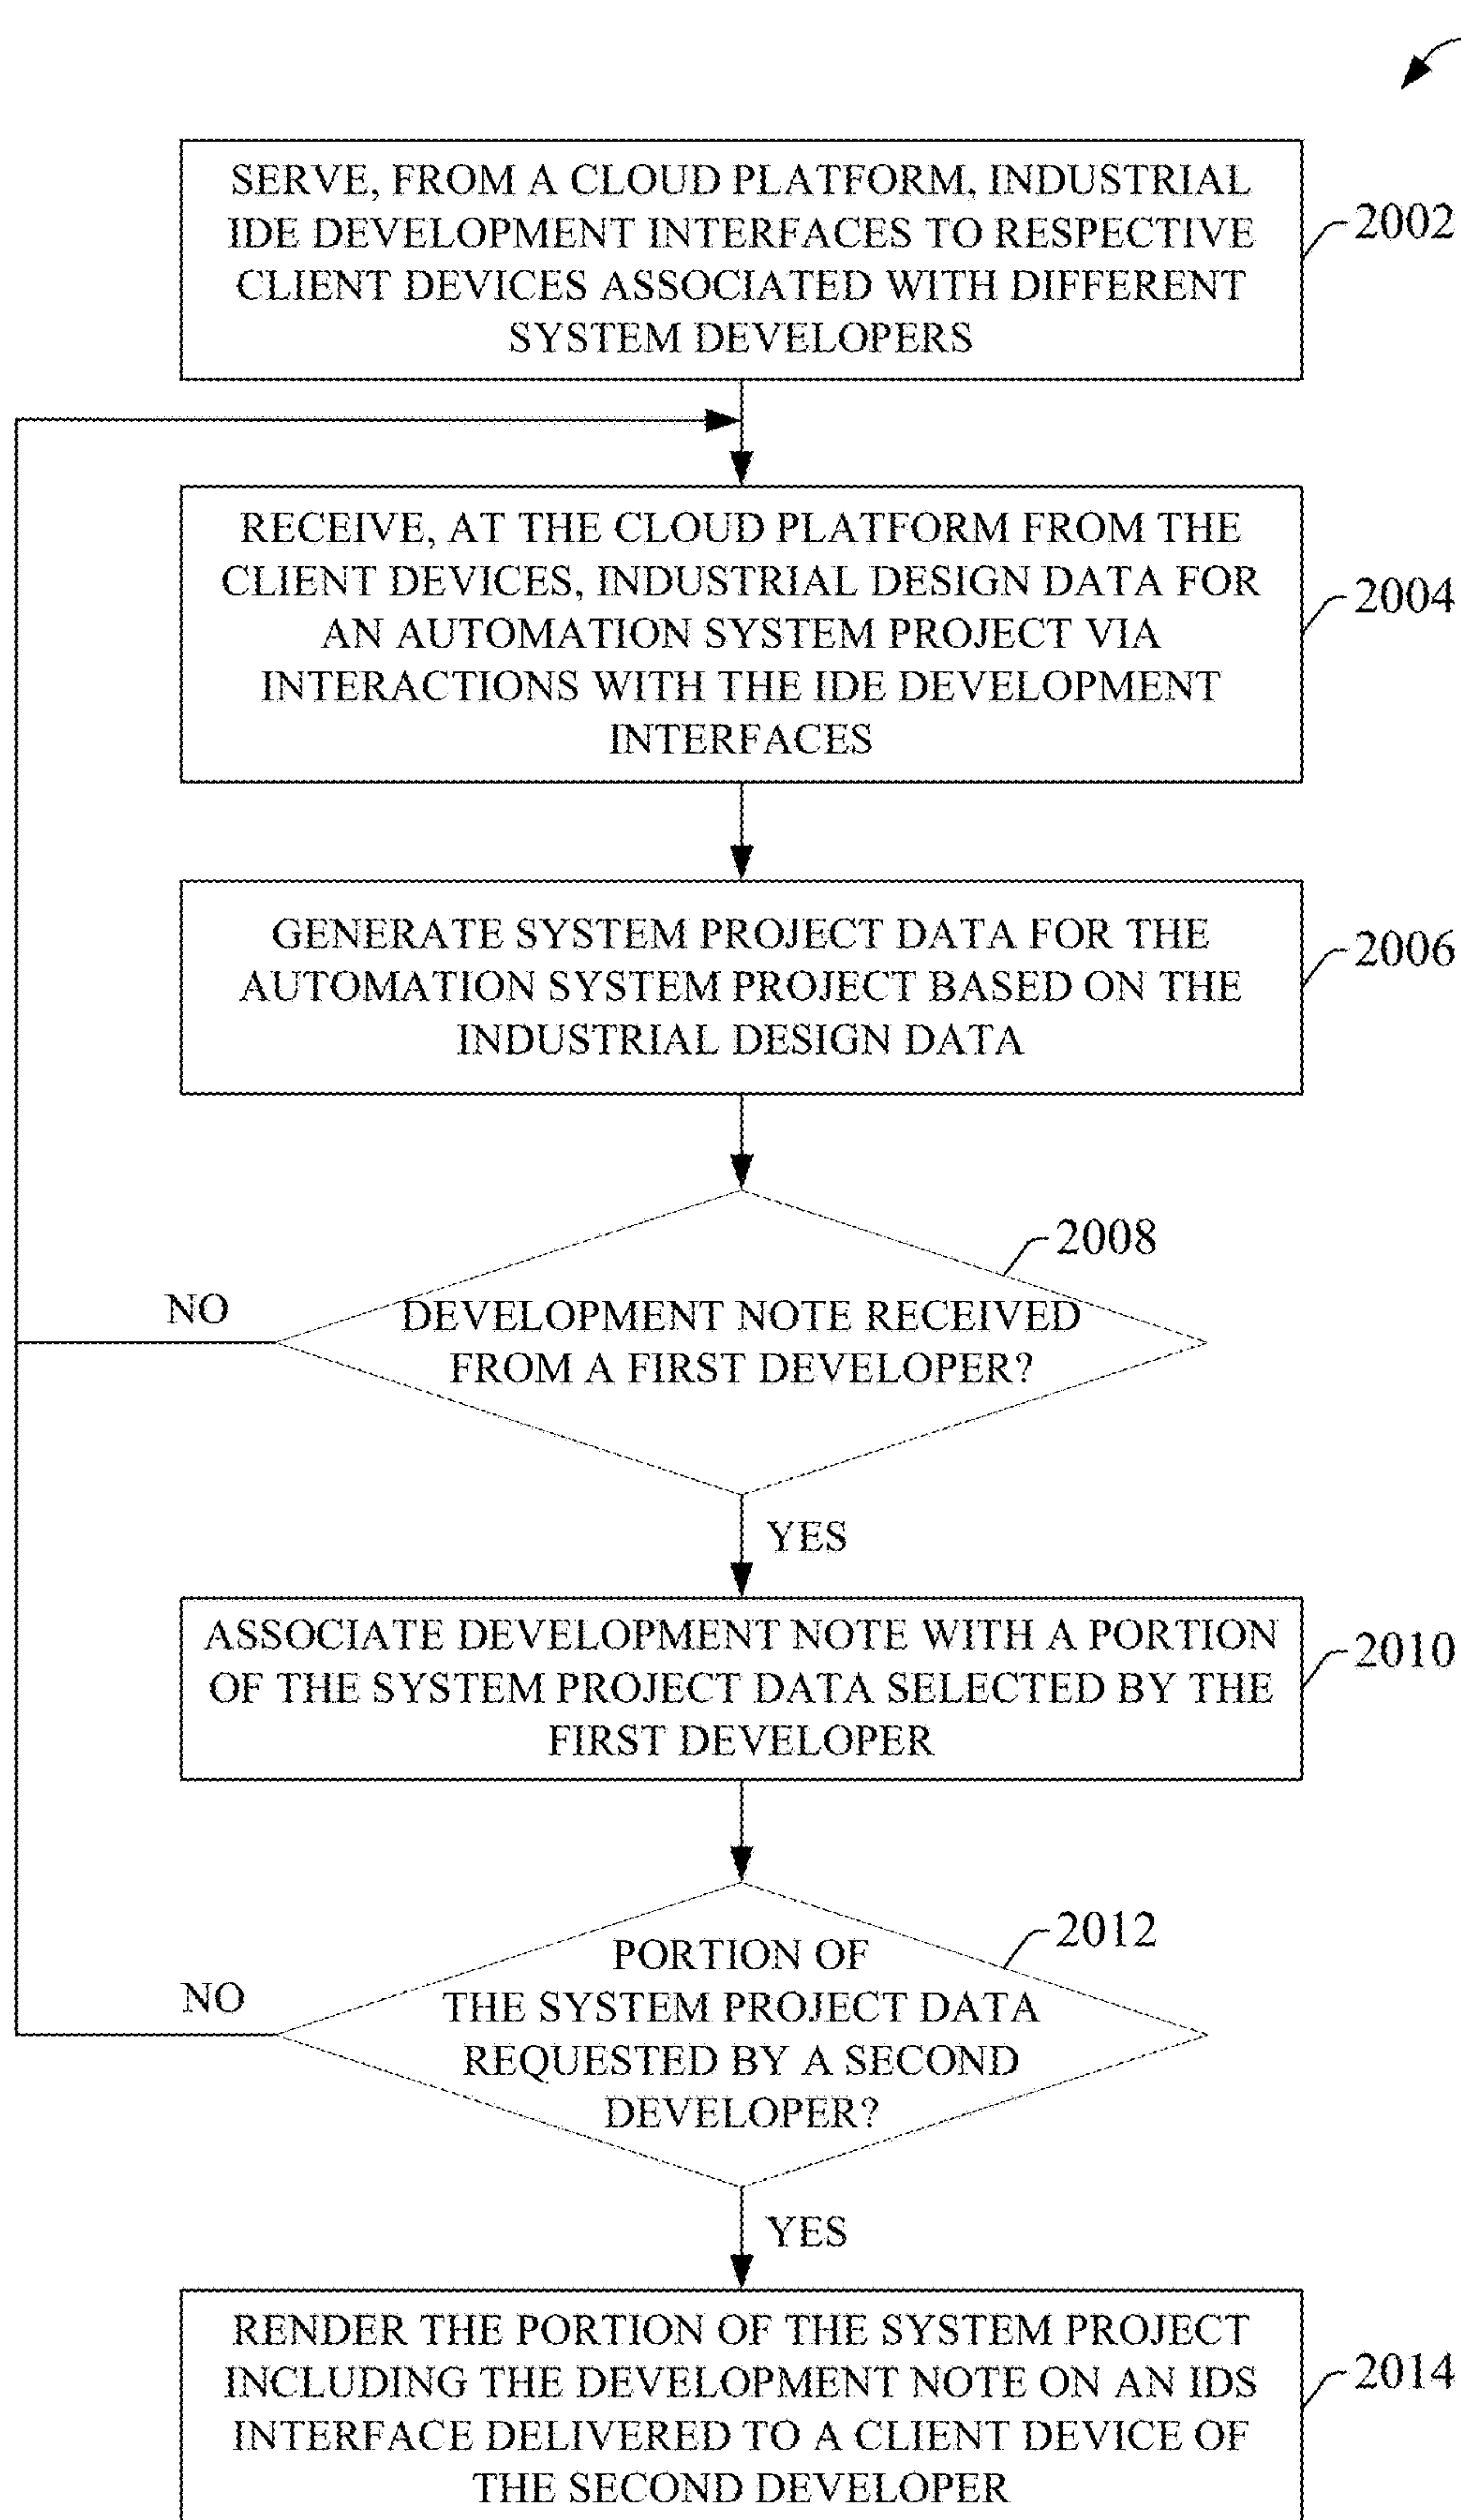 SERVE, FROM A CLOUD PLATFORM, INDUSTRIAL
IDE DEVELOPMENT INTERFACES TO RESPECTIVE
CLIENT DEVICES ASSOCIATED WITH DIFFERENT
SYSTEM DEVELOPERS
2002
RECEIVE, AT THE CLOUD PLATFORM FROM THE
CLIENT DEVICES, INDUSTRIAL DESIGN DATA FOR
AN AUTOMATION SYSTEM PROJECT VIA
INTERACTIONS WITH THE IDE DEVELOPMENT
INTERFACES
2004
GENERATE SYSTEM PROJECT DATA FOR THE
AUTOMATION SYSTEM PROJECT BASED ON THE
INDUSTRIAL DESIGN DATA
2006
2008
NO
DEVELOPMENT NOTE RECEIVED
FROM A FIRST DEVELOPER?
YES
ASSOCIATE DEVELOPMENT NOTE WITH A PORTION
OF THE SYSTEM PROJECT DATA SELECTED BY THE
FIRST DEVELOPER
2010
2012
NO
PORTION OF
THE SYSTEM PROJECT DATA
REQUESTED BY A SECOND
DEVELOPER?
YES
RENDER THE PORTION OF THE SYSTEM PROJECT
INCLUDING THE DEVELOPMENT NOTE ON AN IDS
INTERFACE DELIVERED TO A CLIENT DEVICE OF
THE SECOND DEVELOPER
2014